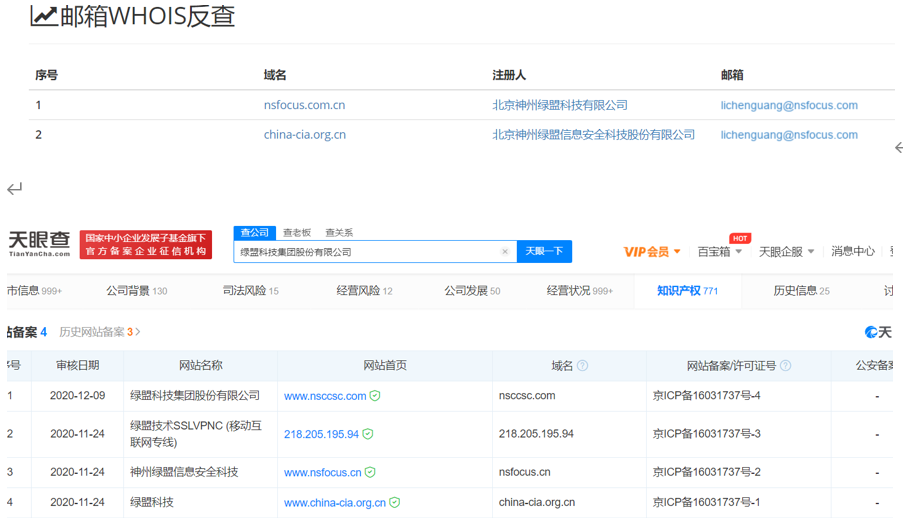 邮箱WHOIS反查
序号 域名 注册人 邮箱
1 nsfocus.com.cn 北京神州绿盟科技有限公司 lichenguang@nsfocus.com
2 china-cia.org.cn 北京神州绿盟信息安全科技股份有限公司 lichenguang@nsfocus.com
天眼查
TianYanCha.com
国家中小企业发展子基金旗下
官方备案企业征信机构
查公司 查老板 查关系
绿盟科技集团股份有限公司 × 天眼一下
VIP会员 百宝箱 HOT 天眼企服 消息中心
市信息 999+ 公司背景 130 司法风险 15 经营风险 12 公司发展 50 经营状况 999+ 知识产权 771 历史信息 25 讨
站备案 4 历史网站备案 3 >
天
序号 审核日期 网站名称 网站首页 域名 ? 网站备案/许可证号 ? 公安备案
1 2020-12-09 绿盟科技集团股份有限公司 www.nsccsc.com nsccsc.com 京ICP备16031737号-4 -
2 2020-11-24 绿盟技术SSLVPNC (移动互 218.205.195.94 218.205.195.94 京ICP备16031737号-3 -
联网专线)
3 2020-11-24 神州绿盟信息安全科技 www.nsfocus.cn nsfocus.cn 京ICP备16031737号-2 -
4 2020-11-24 绿盟科技 www.china-cia.org.cn china-cia.org.cn 京ICP备16031737号-1 -